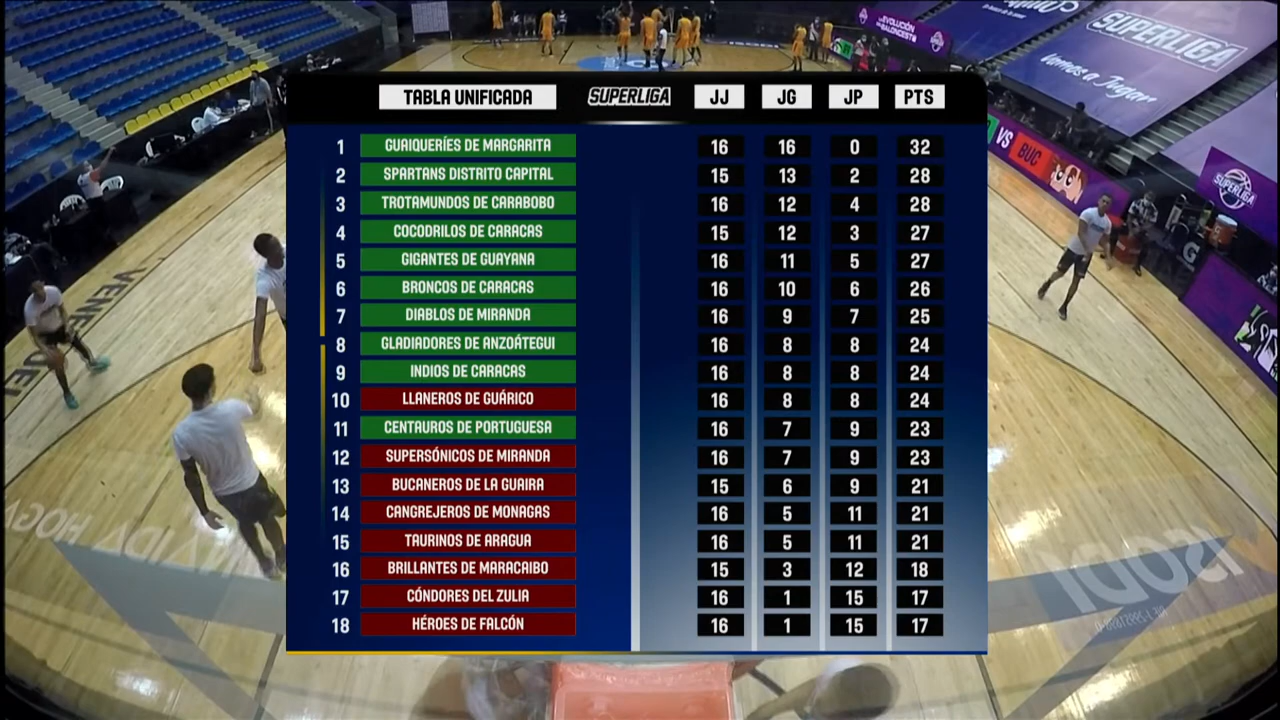 LA EVOLUCIÓN
SUPERLIGA
Vamos a Jugar
TABLA UNIFICADA SUPERLIGA JJ JG JP PTS
1 GUAIQUERÍES DE MARGARITA 16 16 0 32
2 SPARTANS DISTRITO CAPITAL 15 13 2 28
3 TROTAMUNDOS DE CARABOBO 16 12 4 28
4 COCODRILOS DE CARACAS 15 12 3 27
5 GIGANTES DE GUAYANA 16 11 5 27
6 BRONCOS DE CARACAS 16 10 6 26
7 DIABLOS DE MIRANDA 16 9 7 25
8 GLADIADORES DE ANZOÁTEGUI 16 8 8 24
9 INDIOS DE CARACAS 16 8 8 24
10 LLANEROS DE GUÁRICO 16 8 8 24
11 CENTAUROS DE PORTUGUESA 16 7 9 23
12 SUPERSÓNICOS DE MIRANDA 16 7 9 23
13 BUCANEROS DE LA GUAIRA 15 6 9 21
14 CANGREJEROS DE MONAGAS 16 5 11 21
15 TAURINOS DE ARAGUA 16 5 11 21
16 BRILLANTES DE MARACAIBO 15 3 12 18
17 CÓNDORES DEL ZULIA 16 1 15 17
18 HÉROES DE FALCÓN 16 1 15 17
VS BUC
SUPERLIGA
G